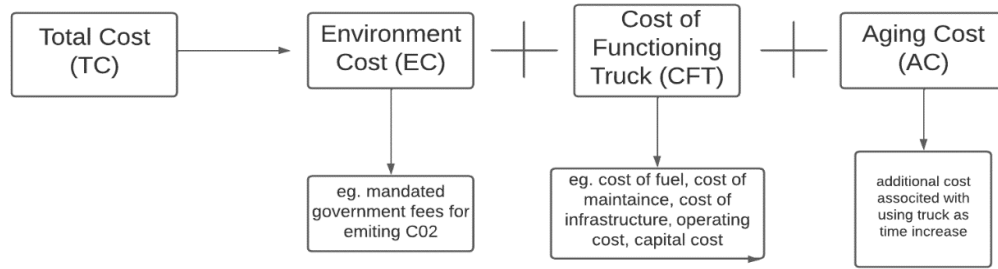 Total Cost
(TC)
Environment
Cost (EC)
Cost of
Functioning
Truck (CFT)
Aging Cost
(AC)
eg. mandated
government fees for
emiting C02
eg. cost of fuel, cost of
maintaince, cost of
infrastructure, operating
cost, capital cost
additional cost
associted with
using truck as
time increase